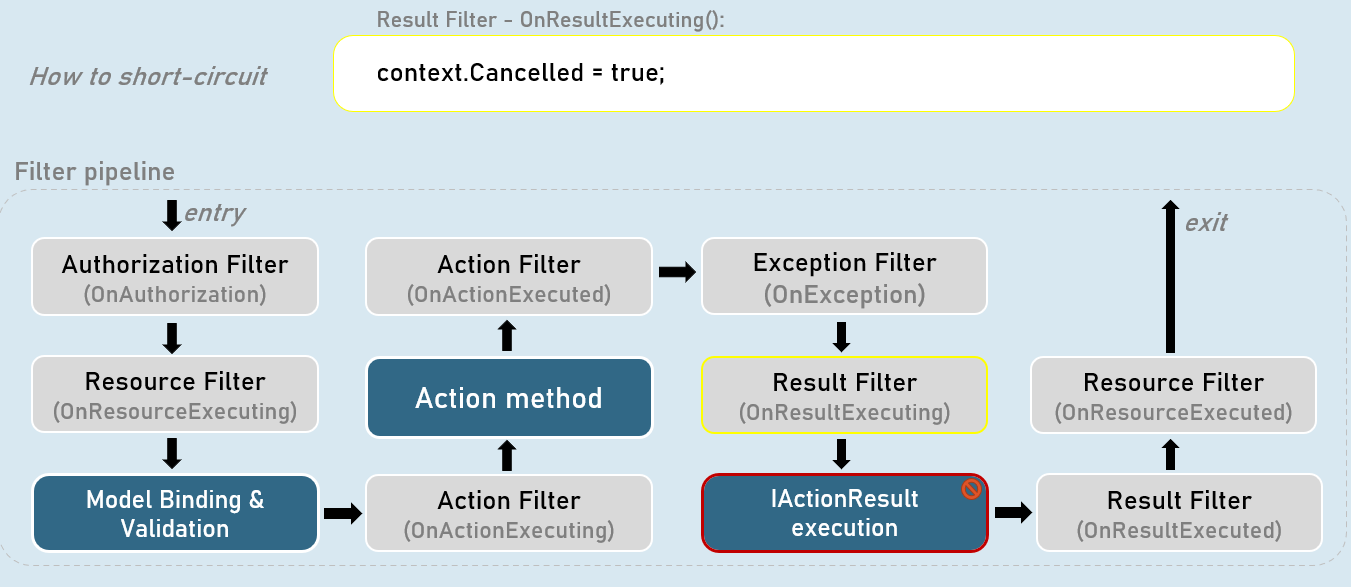 Result Filter - OnResultExecuting():
How to short-circuit
context.Cancelled = true;
Filter pipeline
entry
exit
Authorization Filter
(OnAuthorization)
Action Filter
(OnActionExecuted)
Exception Filter
(OnException)
Resource Filter
(OnResourceExecuting)
Action method
Result Filter
(OnResultExecuting)
Resource Filter
(OnResourceExecuted)
Model Binding &
Validation
Action Filter
(OnActionExecuting)
IActionResult
execution
Result Filter
(OnResultExecuted)